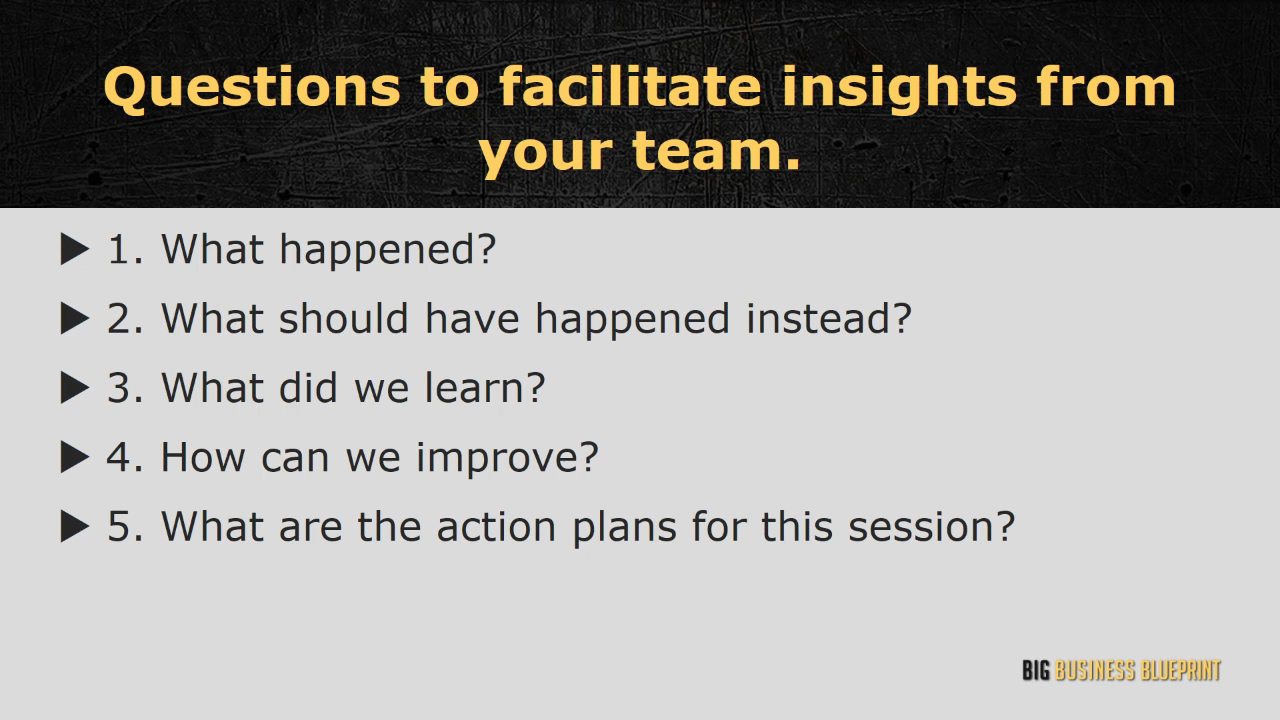 Questions to facilitate insights from
your team.
▶ 1. What happened?
▶ 2. What should have happened instead?
▶ 3. What did we learn?
▶ 4. How can we improve?
▶ 5. What are the action plans for this session?
BIG BUSINESS BLUEPRINT